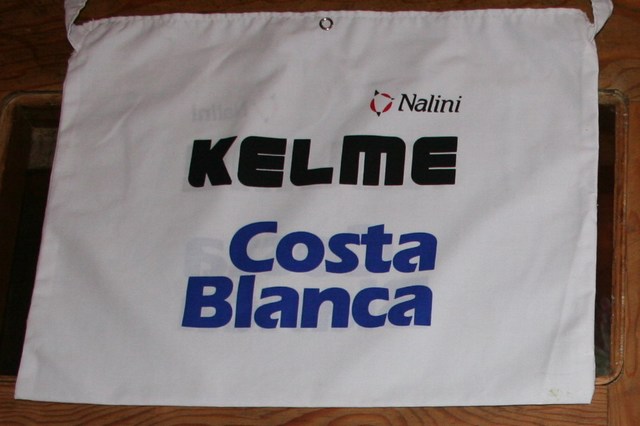 Nalini
KELME
Costa
Blanca